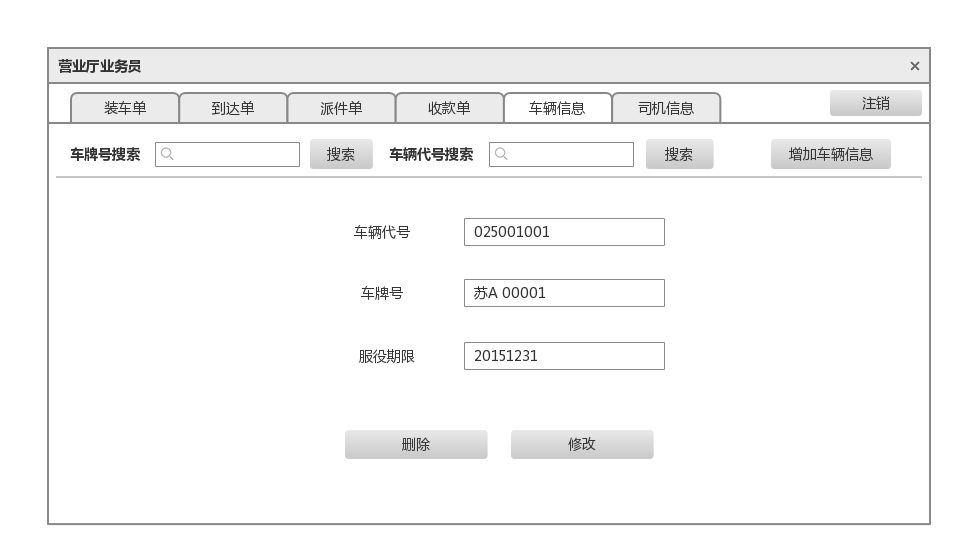 营业厅业务员 ×
装车单 到达单 派件单 收款单 车辆信息 司机信息 注销
车牌号搜索 搜索 车辆代号搜索 搜索 增加车辆信息
车辆代号 025001001
车牌号 苏A 00001
服役期限 20151231
删除 修改